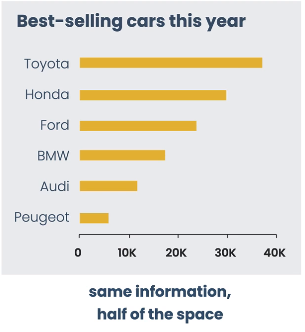 Best-selling cars this year
Toyota
Honda
Ford
BMW
Audi
Peugeot
0 10K 20K 30K 40K
same information,
half of the space